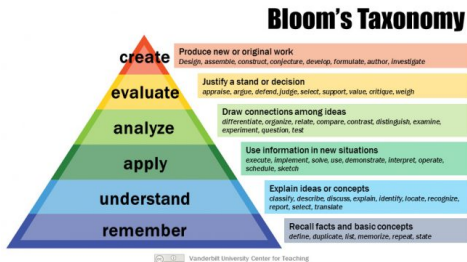 Bloom's Taxonomy
create
Produce new or original work
Design, assemble, construct, conjecture, develop, formulate, author, investigate
evaluate
Justify a stand or decision
appraise, argue, defend, judge, select, support, value, critique, weigh
analyze
Draw connections among ideas
differentiate, organize, relate, compare, contrast, distinguish, examine,
experiment, question, test
apply
Use information in new situations
execute, implement, solve, use, demonstrate, interpret, operate,
schedule, sketch
understand
Explain ideas or concepts
classify, describe, discuss, explain, identify, locate, recognize,
report, select, translate
remember
Recall facts and basic concepts
define, duplicate, list, memorize, repeat, state
Vanderbilt University Center for Teaching